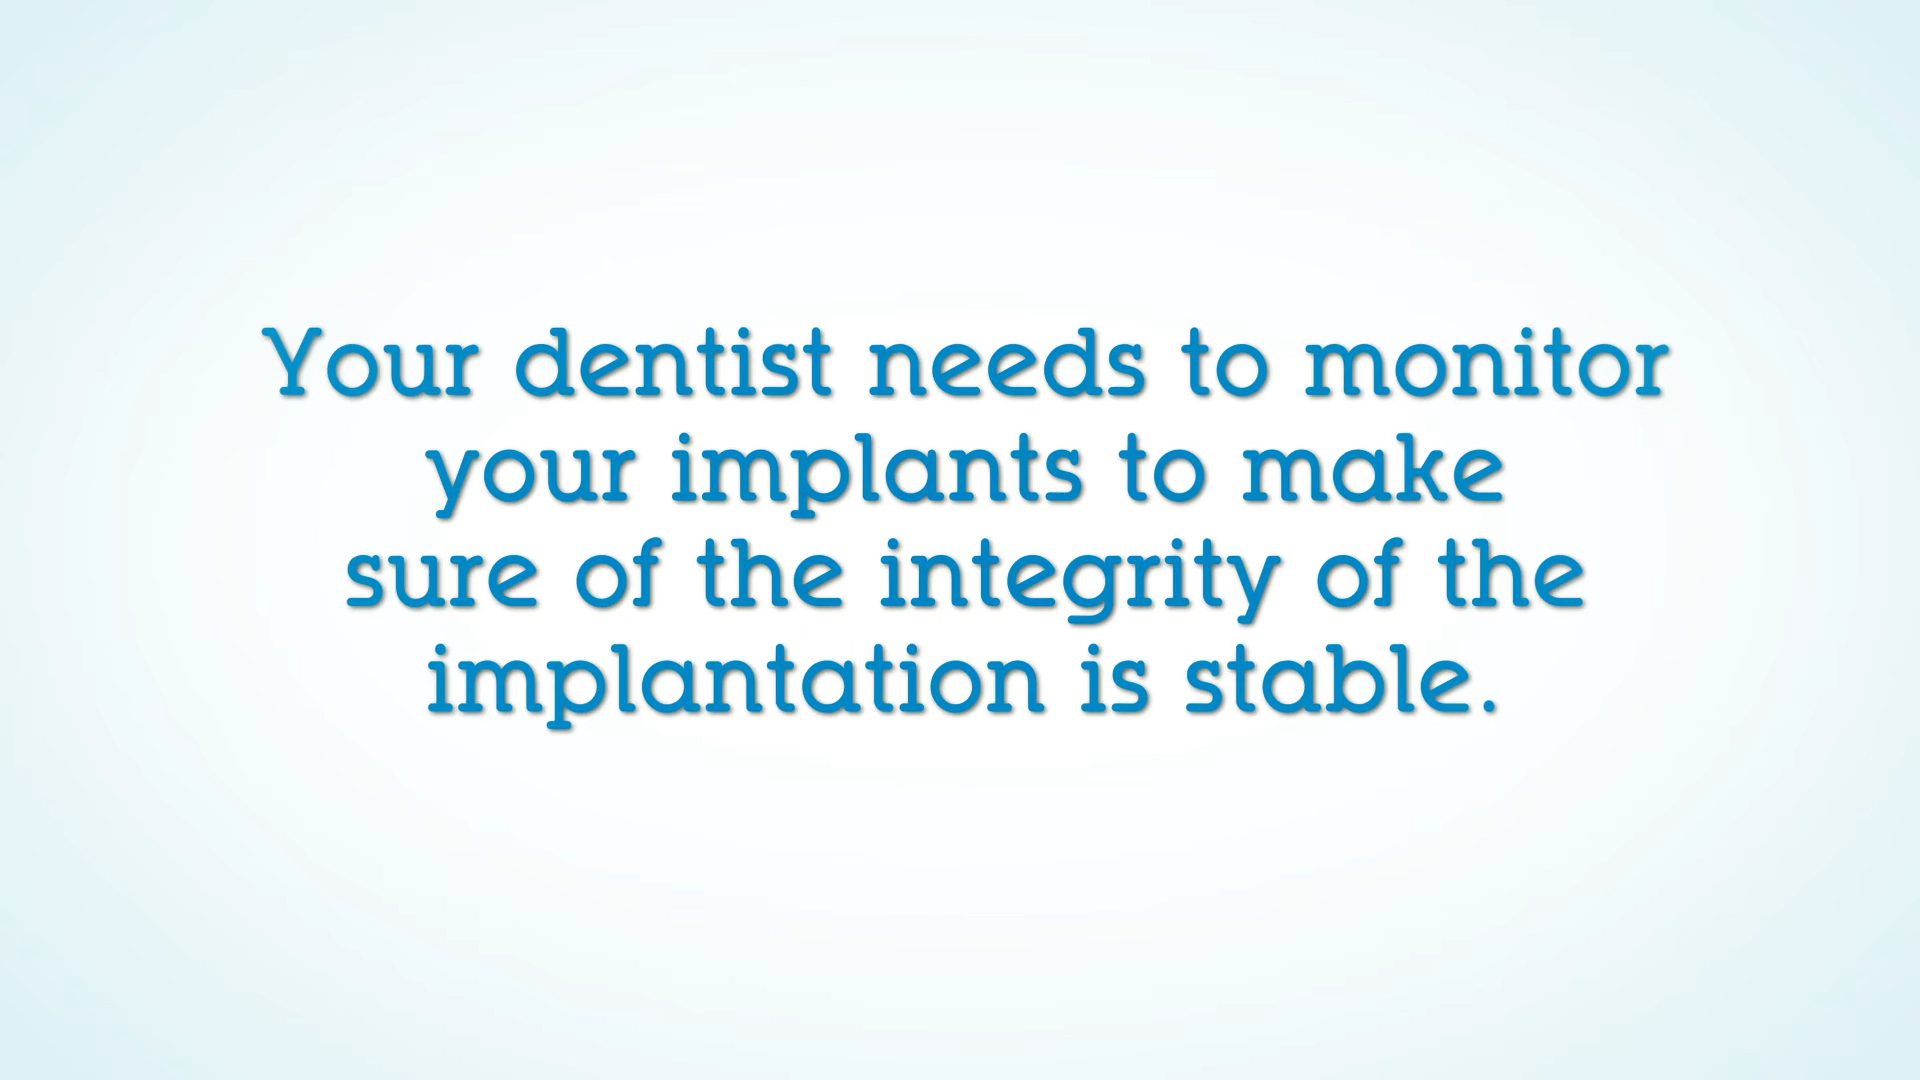 Your dentist needs to monitor
your implants to make
sure of the integrity of the
implantation is stable.